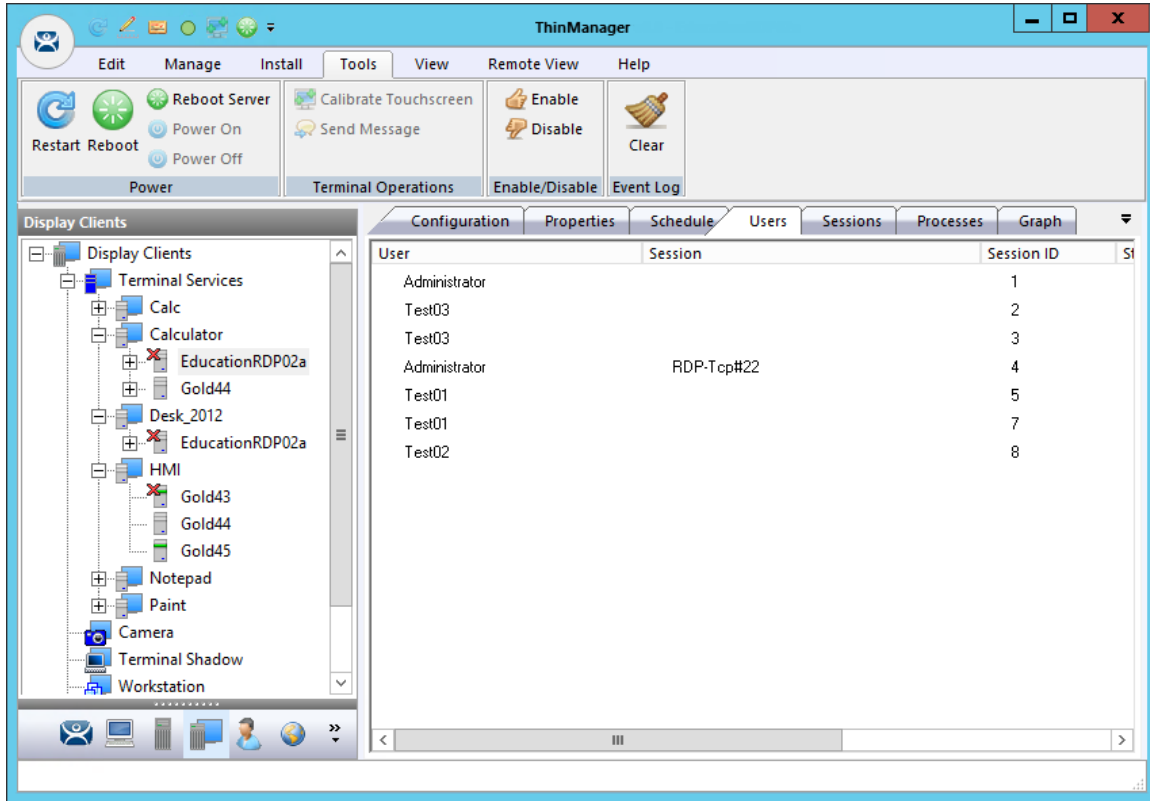 ThinManager
Edit Manage Install Tools View Remote View Help
Restart
Reboot
Reboot Server
Power On
Power Off
Power
Calibrate Touchscreen
Send Message
Terminal Operations
Enable
Disable
Enable/Disable
Clear
Event Log
Display Clients
Display Clients
Terminal Services
Calc
Calculator
EducationRDP02a
Gold44
Desk_2012
EducationRDP02a
HMI
Gold43
Gold44
Gold45
Notepad
Paint
Camera
Terminal Shadow
Workstation
Configuration Properties Schedule Users Sessions Processes Graph
User Session Session ID
Administrator 1
Test03 2
Test03 3
Administrator RDP-Tcp#22 4
Test01 5
Test01 7
Test02 8